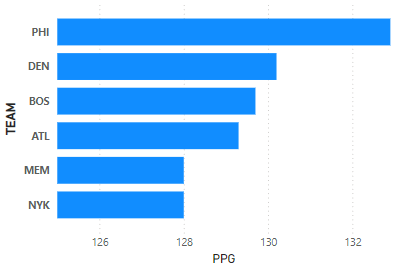 TEAM
PHI
DEN
BOS
ATL
MEM
NYK
126 128 130 132
PPG